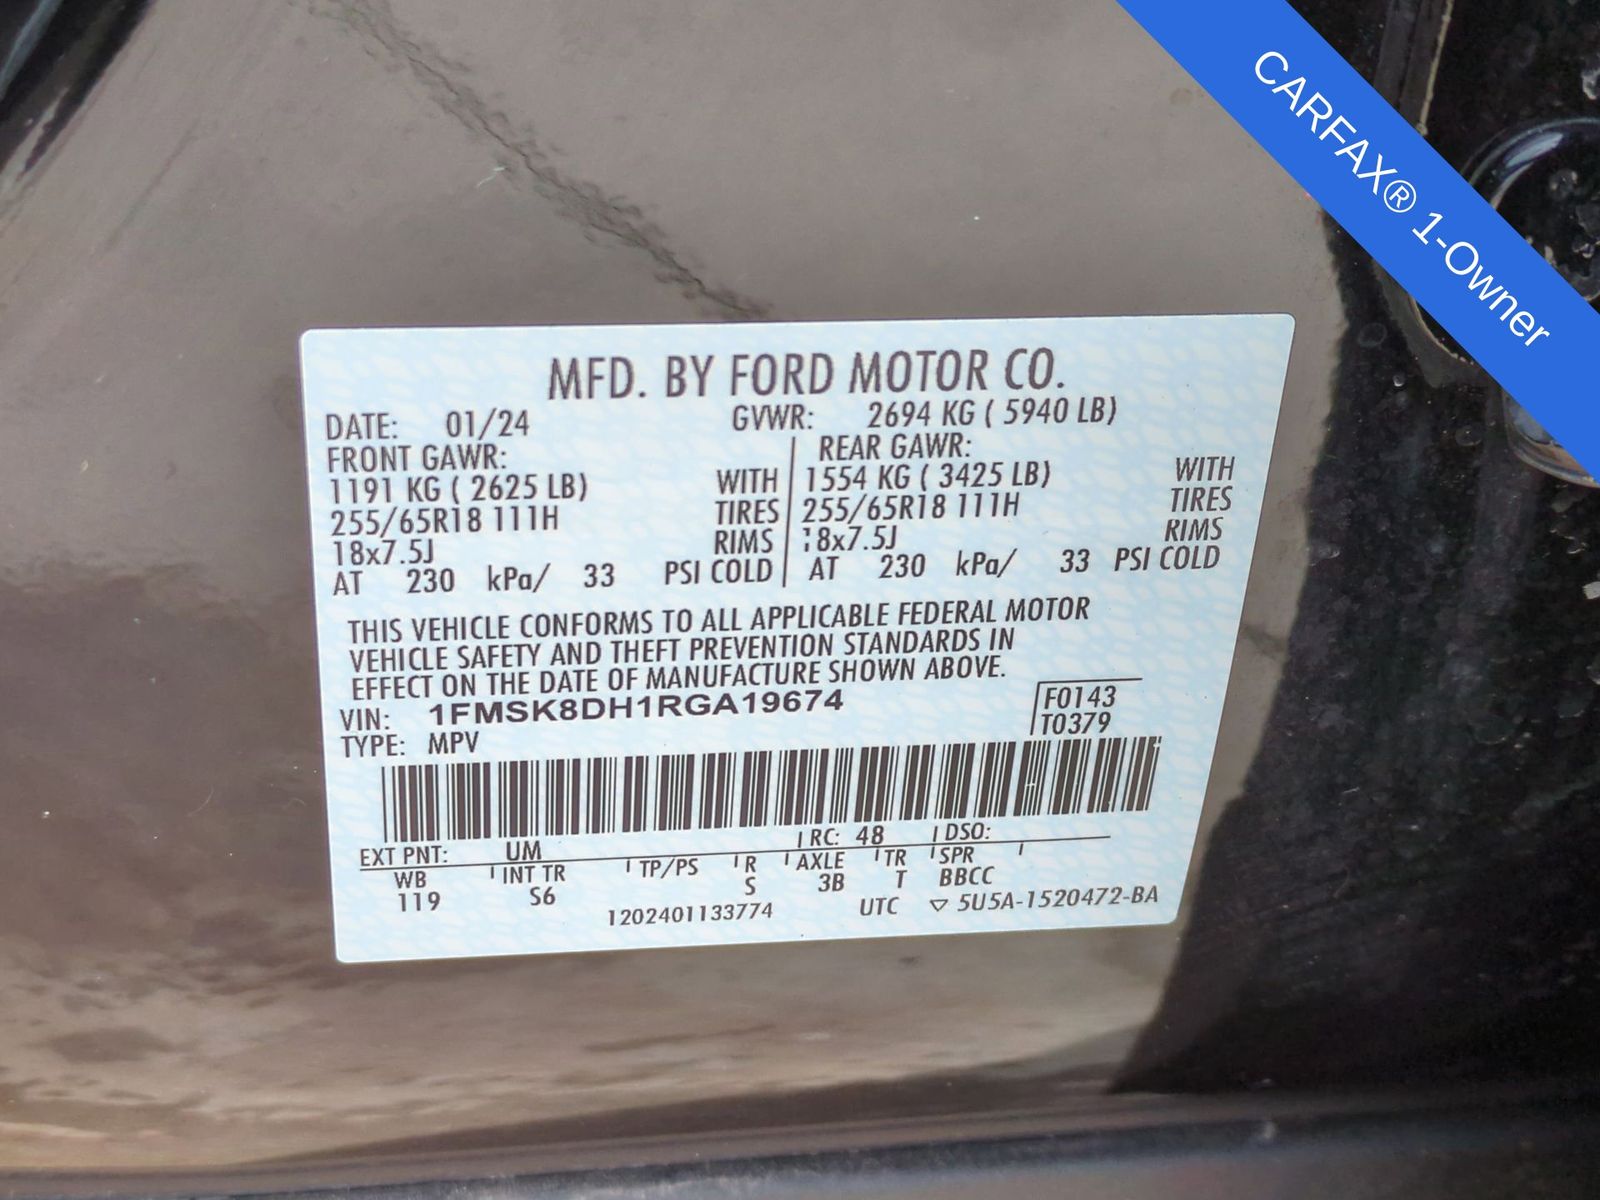 CARFAX® 1-Owner
MFD. BY FORD MOTOR CO.
DATE: 01/24 GVWR: 2694 KG ( 5940 LB)
FRONT GAWR: REAR GAWR:
1191 KG ( 2625 LB) WITH 1554 KG ( 3425 LB) WITH
255/65R18 111H TIRES 255/65R18 111H TIRES
18x7.5J RIMS 18x7.5J RIMS
AT 230 kPa/ 33 PSI COLD AT 230 kPa/ 33 PSI COLD
THIS VEHICLE CONFORMS TO ALL APPLICABLE FEDERAL MOTOR
VEHICLE SAFETY AND THEFT PREVENTION STANDARDS IN
EFFECT ON THE DATE OF MANUFACTURE SHOWN ABOVE.
VIN: 1FMSK8DH1RGA19674 F0143
TYPE: MPV T0379
EXT PNT: UM RC: 48 DSO:
WB INT TR TP/PS R AXLE TR SPR
119 S6 S 3B T BBCC
1202401133774 UTC ▽ 5U5A-1520472-BA